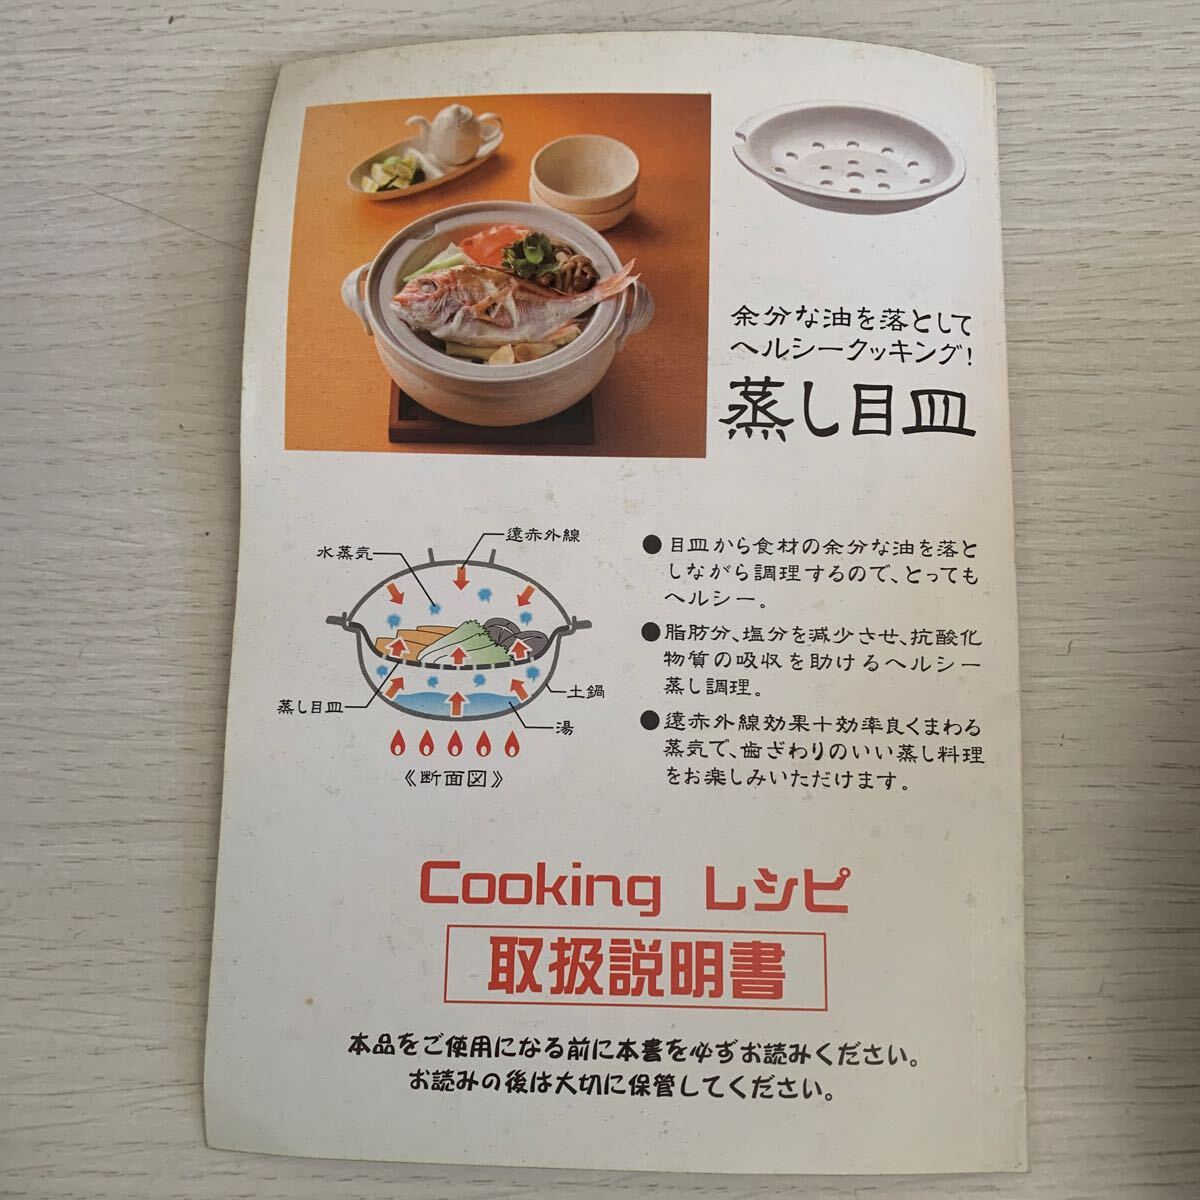 余分な油を落として
ヘルシークッキング!
蒸し目皿
遠赤外線
水蒸気
蒸し目皿
土鍋
湯
《断面図》
●目皿から食材の余分な油を落と
しながら調理するので、とっても
ヘルシー。
●脂肪分、塩分を減少させ、抗酸化
物質の吸収を助けるヘルシー
蒸し調理。
●遠赤外線効果＋効率良くまわる
蒸気で、歯ざわりのいい蒸し料理
をお楽しみいただけます。
Cooking レシピ
取扱説明書
本品をご使用になる前に本書を必ずお読みください。
お読みの後は大切に保管してください。